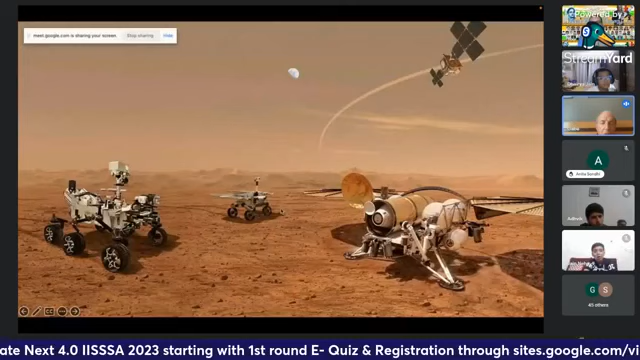 meet.google.com is sharing your screen.
Stop sharing
Hide
Powered by
StreamYard
A
G
S
45 others
ate Next 4.0 IISSSA 2023 starting with 1st round E- Quiz & Registration through sites.google.com/vi